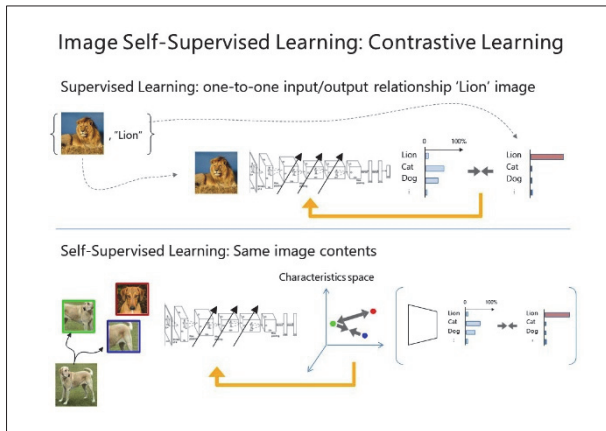 Image Self-Supervised Learning: Contrastive Learning
Supervised Learning: one-to-one input/output relationship 'Lion' image
, "Lion"
0 100%
Lion
Cat
Dog
Lion
Cat
Dog
Self-Supervised Learning: Same image contents
Characteristics space
Lion
Cat
Dog
100%
Lion
Cat
Dog